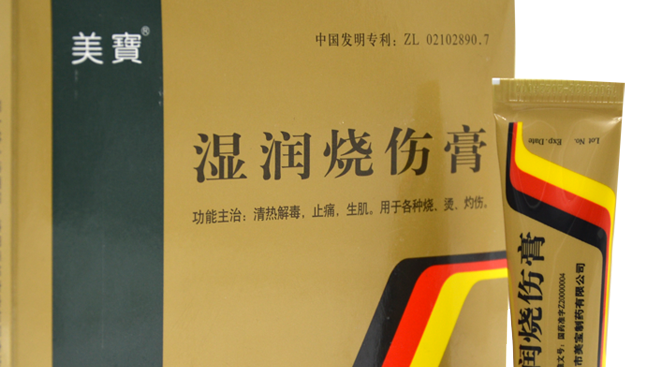 美寶®
中国发明专利：ZL 02102890.7
湿润烧伤膏
功能主治：清热解毒，止痛，生肌。用于各种烧、烫、灼伤。
Lot No.
Exp. Date
润烧伤膏
文号：国药准字Z20000004
市美宝制药有限公司